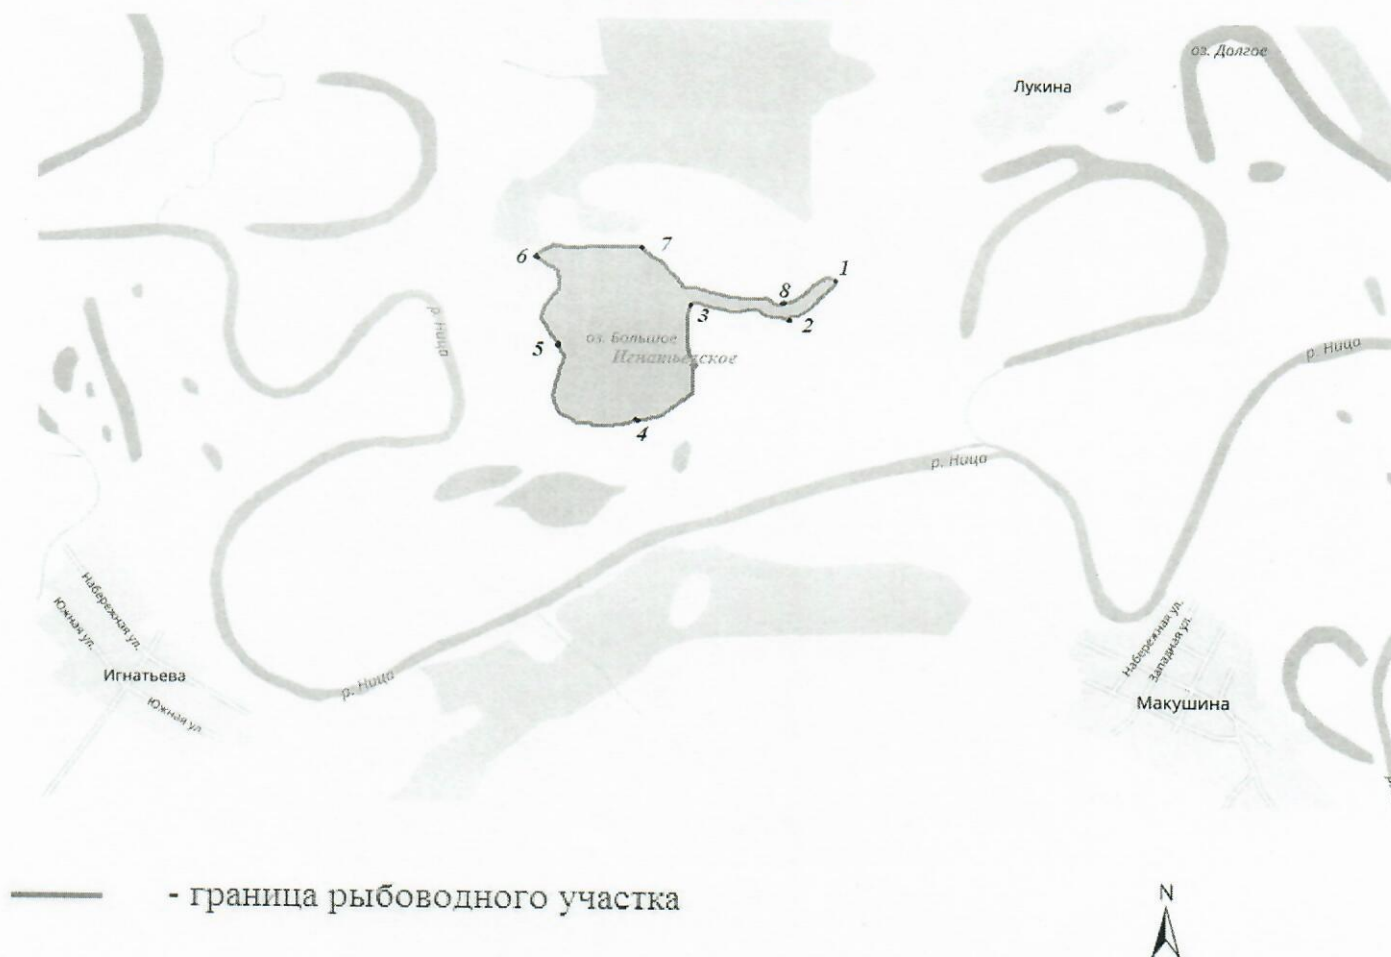 оз. Долгое
Лукина
7
6
1
8
3
2
р. Ница
оз. Большое
5
Игнатьевское
р. Ница
4
р. Ница
Набережная ул.
Южная ул.
Набережная ул.
Западная ул.
Игнатьева
р. Ница
Южная ул.
Макушина
- граница рыбоводного участка
N